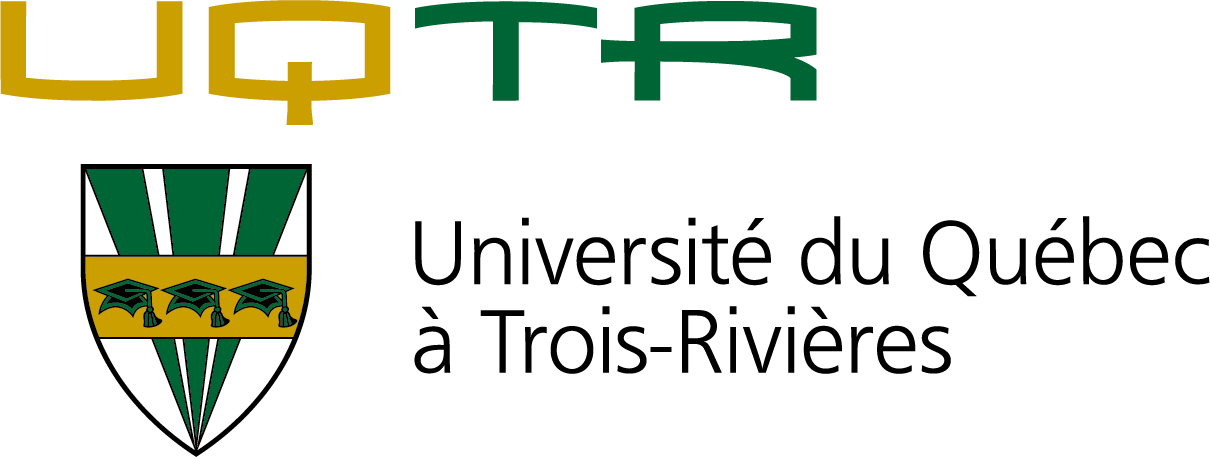 UQTR
Université du Québec
à Trois-Rivières